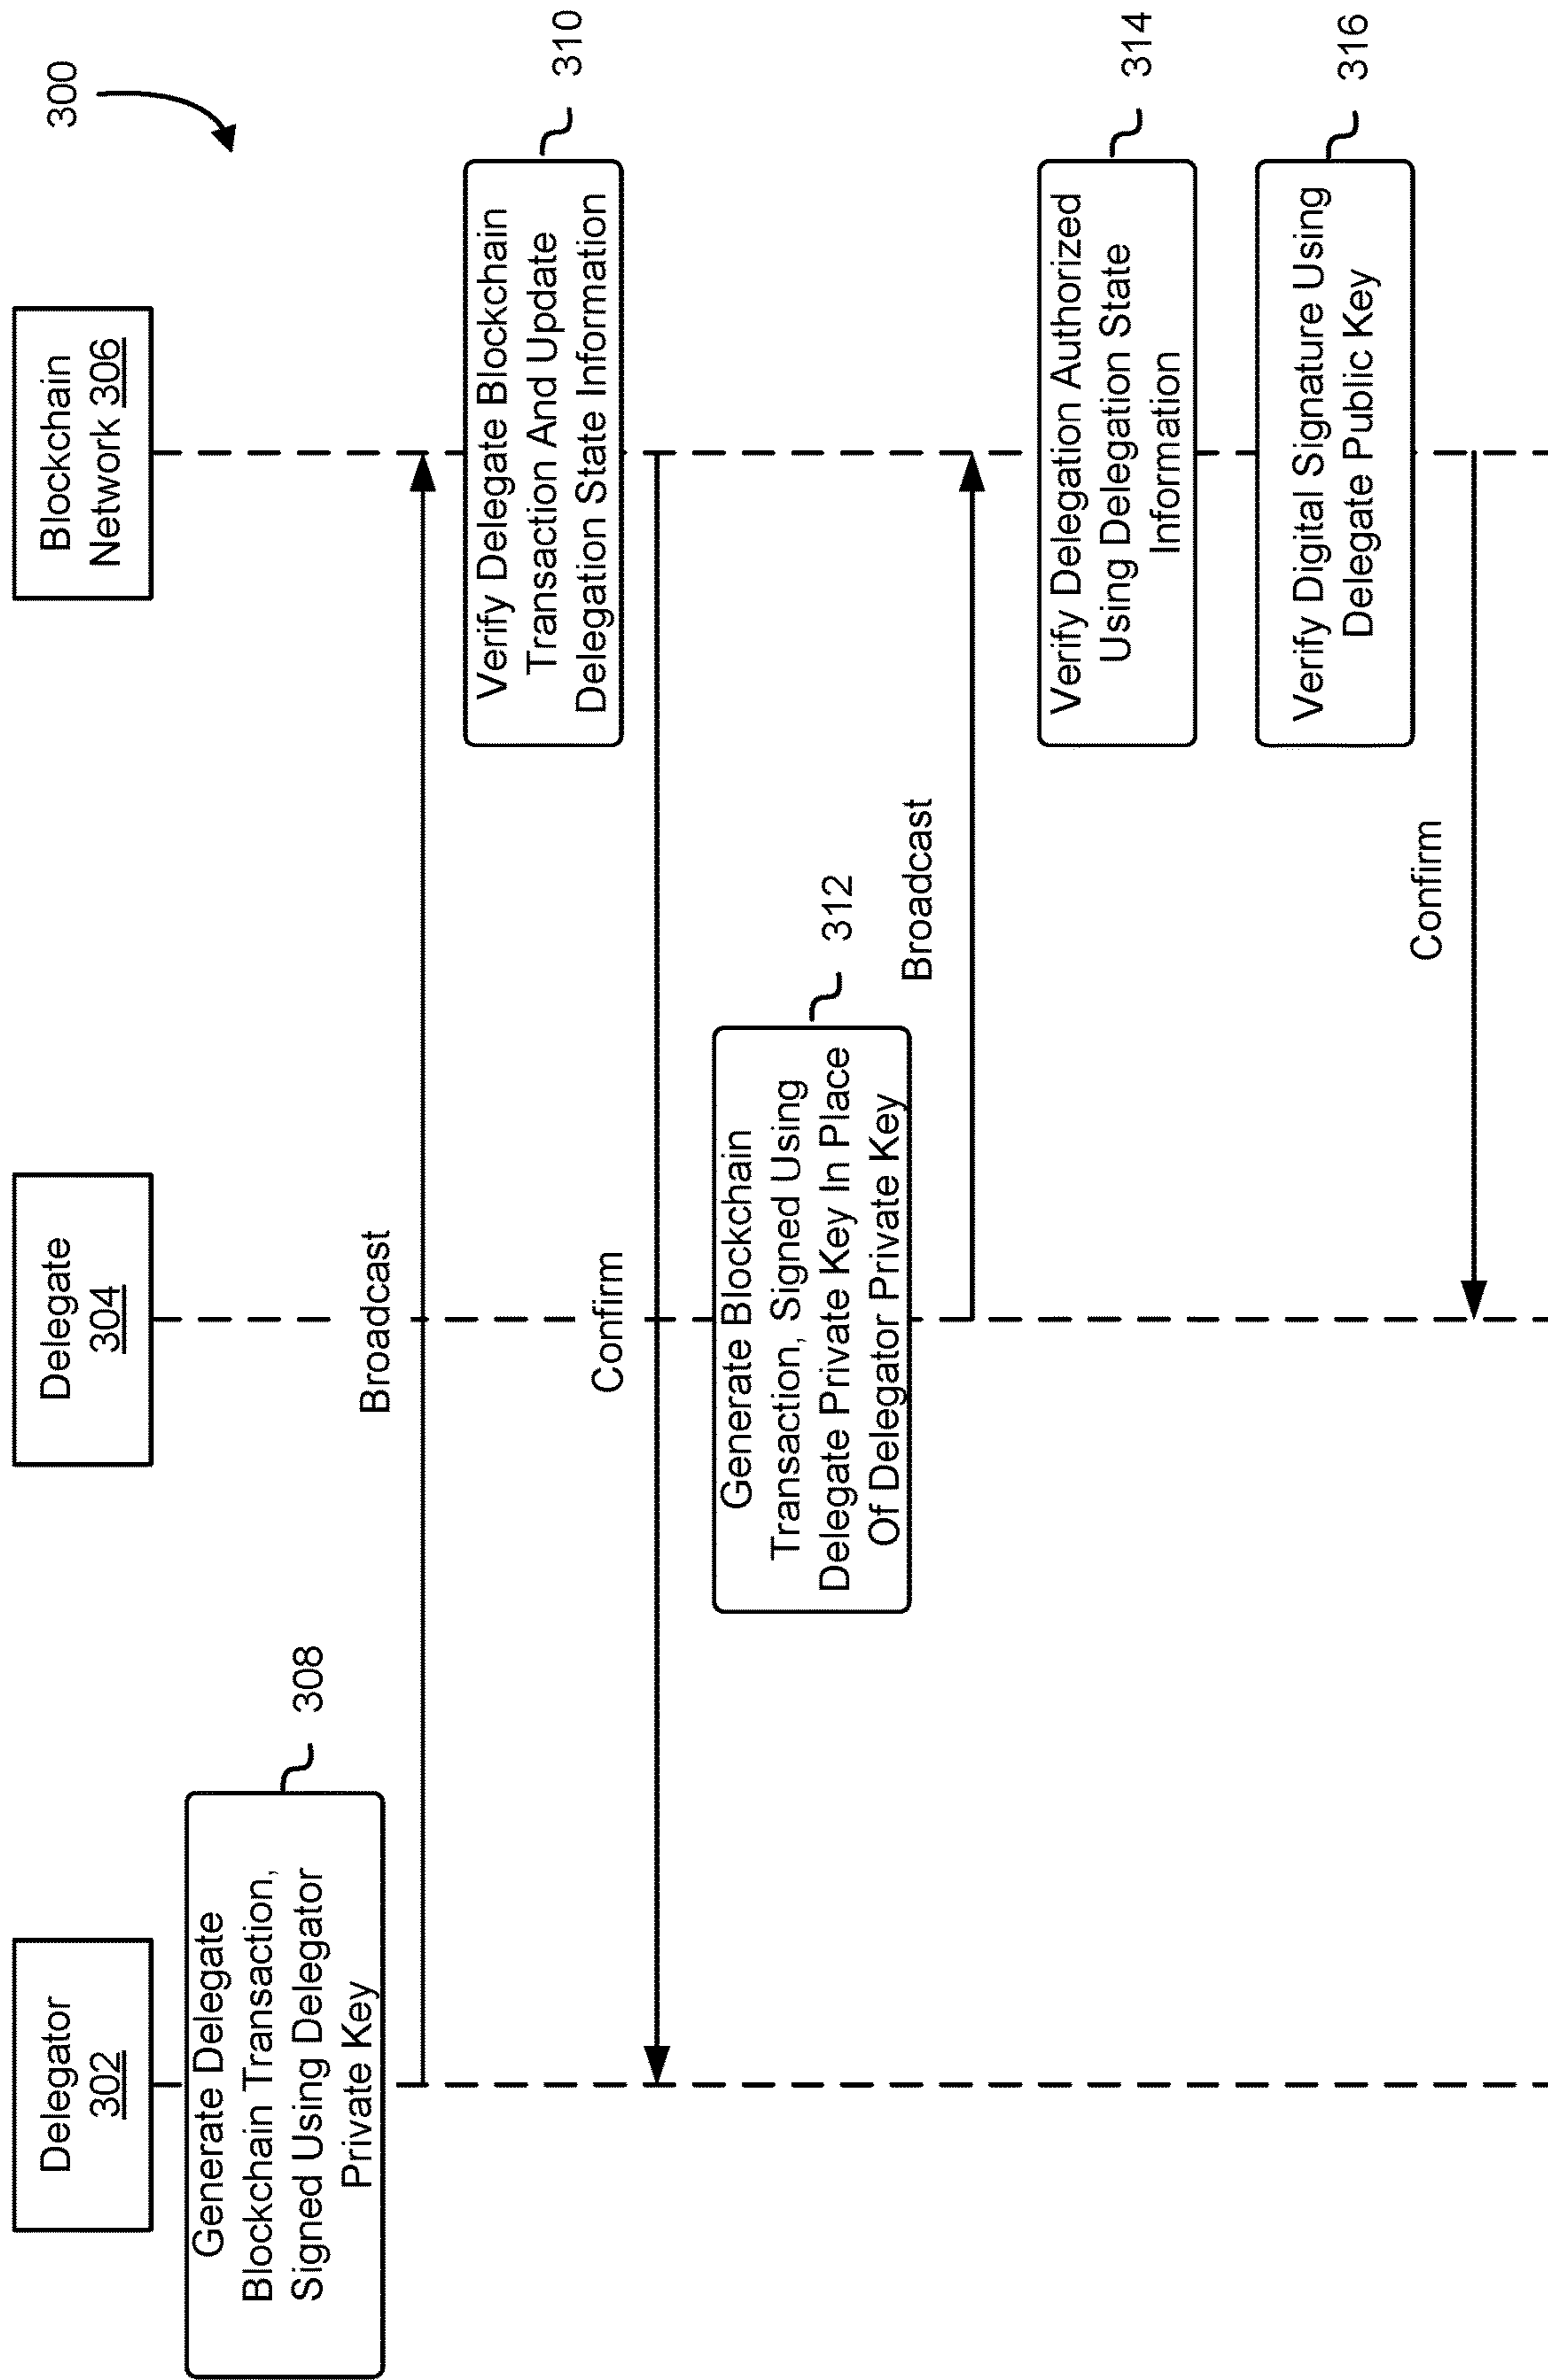 300
Delegator
302
Delegate
304
Blockchain
Network 306
Generate Delegate
Blockchain Transaction,
Signed Using Delegator
Private Key
308
Broadcast
Verify Delegate Blockchain
Transaction And Update
Delegation State Information
310
Confirm
Generate Blockchain
Transaction, Signed Using
Delegate Private Key In Place
Of Delegator Private Key
312
Broadcast
Verify Delegation Authorized
Using Delegation State
Information
314
Verify Digital Signature Using
Delegate Public Key
316
Confirm